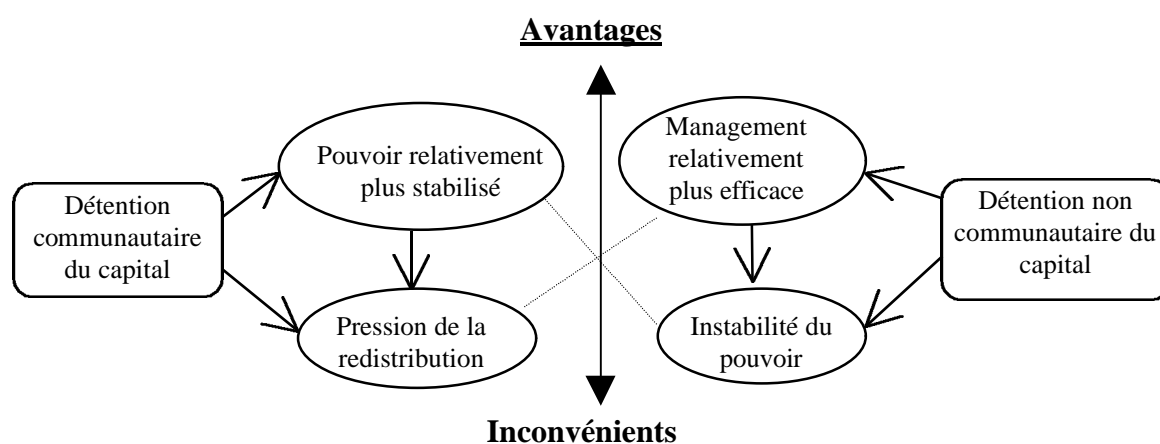 Avantages
Pouvoir relativement
plus stabilisé
Management
relativement
plus efficace
Détention
communautaire
du capital
Détention non
communautaire du
capital
Pression de la
redistribution
Instabilité du
pouvoir
Inconvénients